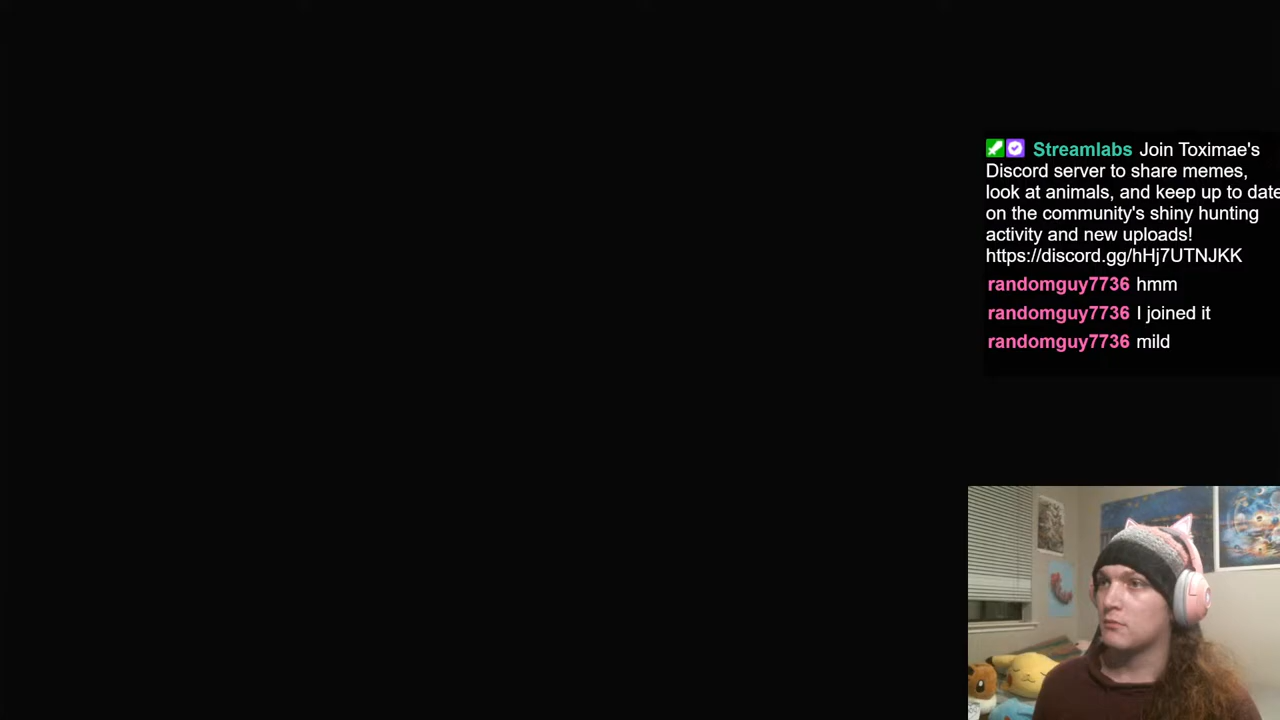 Streamlabs Join Toximae's
Discord server to share memes,
look at animals, and keep up to date
on the community's shiny hunting
activity and new uploads!
https://discord.gg/hHj7UTNJKK
randomguy7736 hmm
randomguy7736 I joined it
randomguy7736 mild